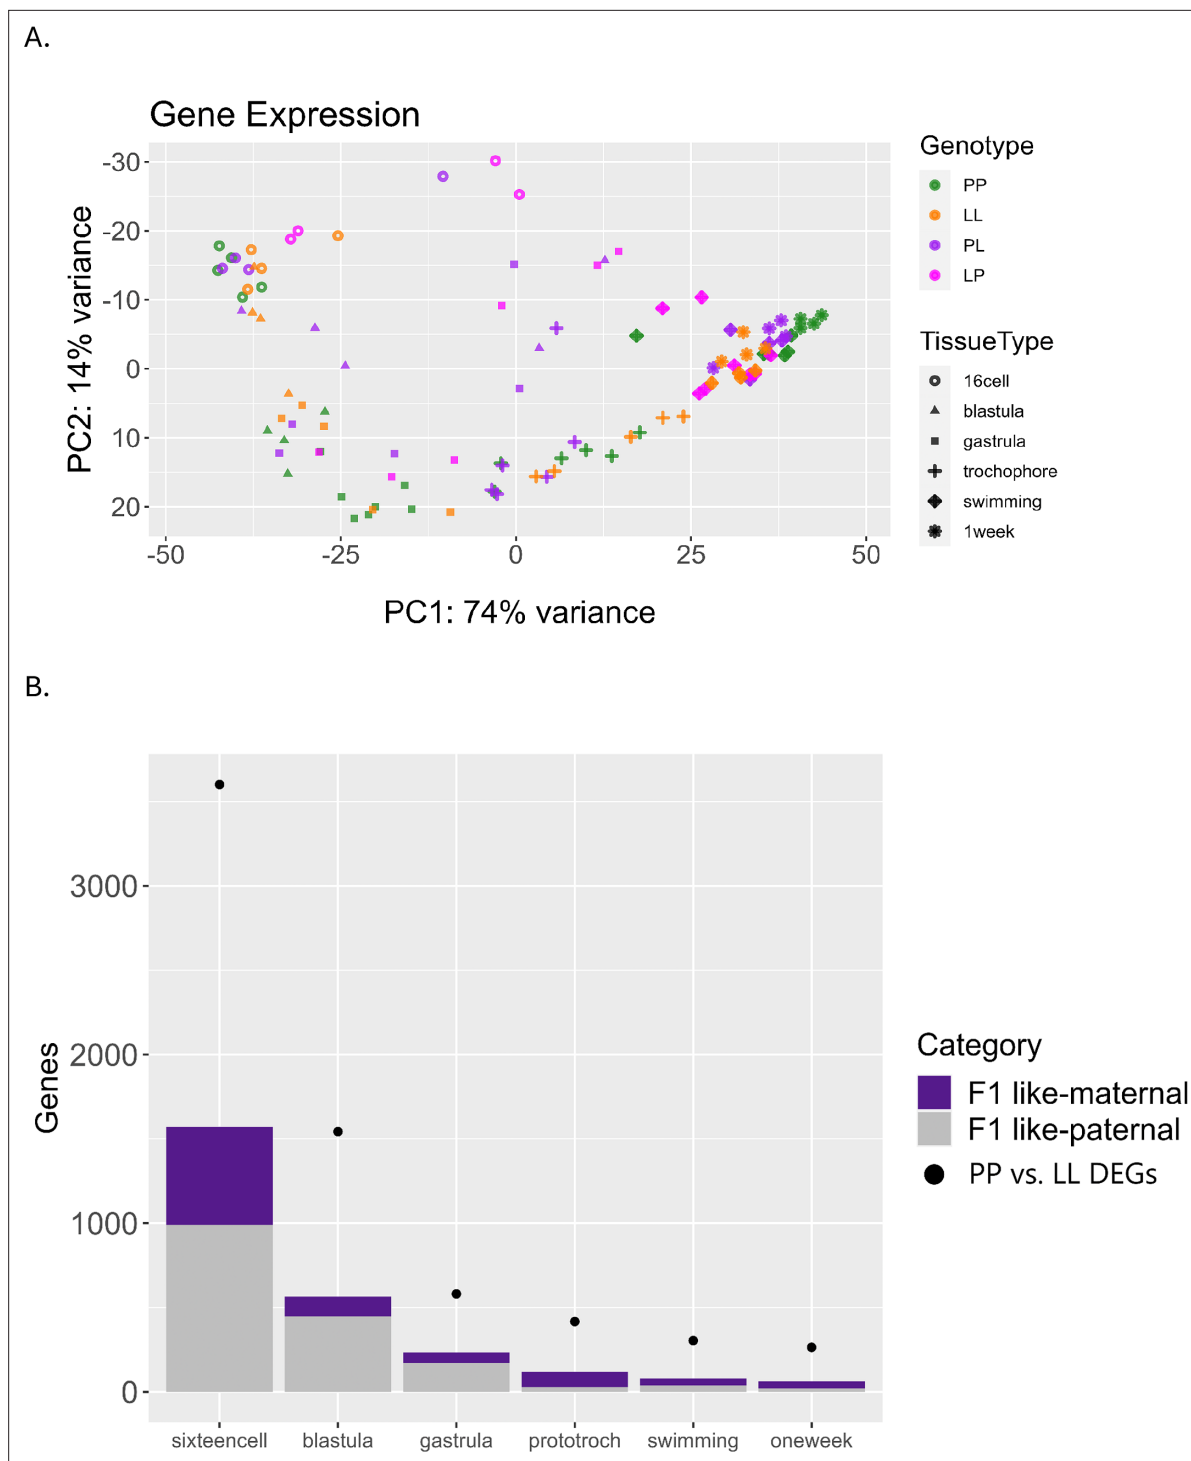 A.
Gene Expression
-30
-20
-10
0
10
20
PC2: 14% variance
-50
-25
0
25
50
PC1: 74% variance
Genotype
PP
LL
PL
LP
TissueType
16cell
blastula
gastrula
trochophore
swimming
1week
B.
3000
2000
1000
0
Genes
sixteencell
blastula
gastrula
prototroch
swimming
oneweek
Category
F1 like-maternal
F1 like-paternal
PP vs. LL DEGs